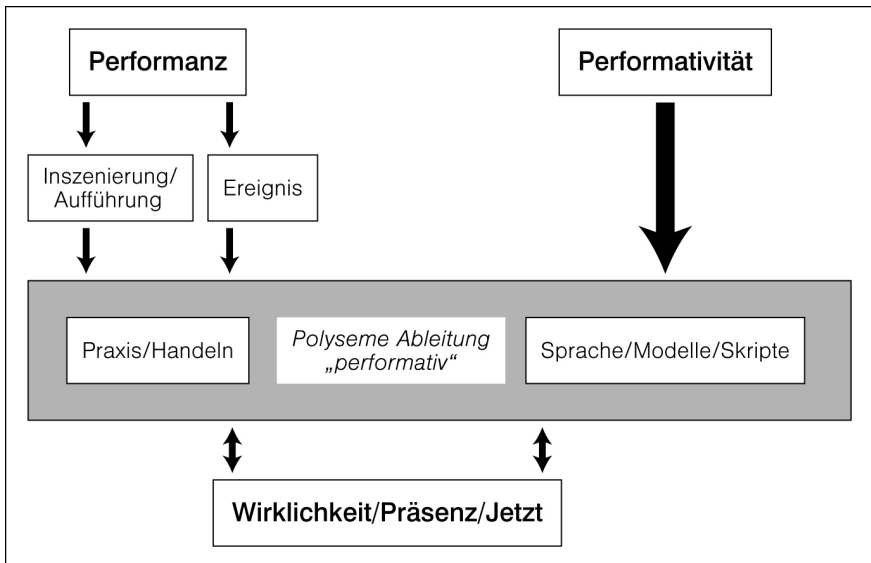 Performanz
Performativität
Inszenierung/
Aufführung
Ereignis
Praxis/Handeln
Polyseme Ableitung
„performativ“
Sprache/Modelle/Skripte
Wirklichkeit/Präsenz/Jetzt